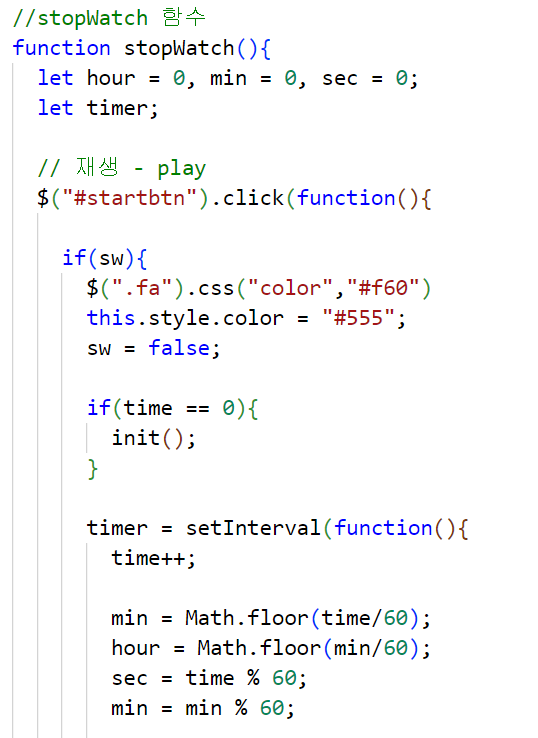 //stopWatch 함수
function stopWatch(){
let hour = 0, min = 0, sec = 0;
let timer;
// 재생 - play
$("#startbtn").click(function(){
if(sw){
$(".fa").css("color","#f60")
this.style.color = "#555";
sw = false;
if(time == 0){
init();
}
timer = setInterval(function(){
time++;
min = Math.floor(time/60);
hour = Math.floor(min/60);
sec = time % 60;
min = min % 60;